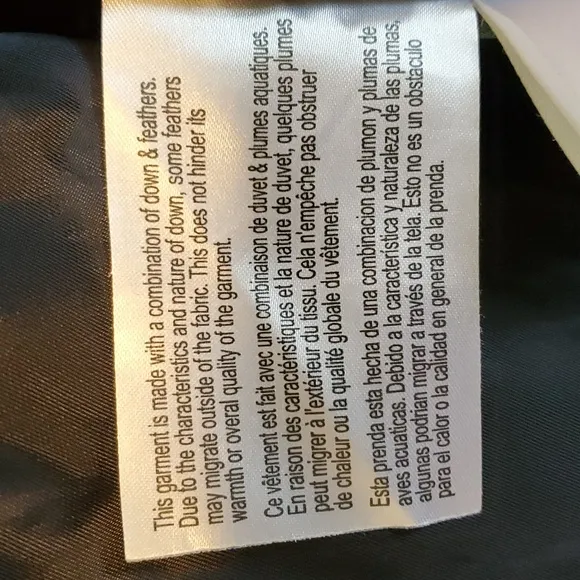 This garment is made with a combination of down & feathers.
Due to the characteristics and nature of down, some feathers
may migrate outside of the fabric. This does not hinder its
warmth or overal quality of the garment.
Ce vêtement est fait avec une combinaison de duvet & plumes aquatiques.
En raison des caractéristiques et la nature de duvet, quelques plumes
peut migrer à l'extérieur du tissu. Cela n'empêche pas obstruer
de chaleur ou la qualité globale du vêtement.
Esta prenda esta hecha de una combinacion de plumon y plumas de
aves acuaticas. Debido a la característica y naturaleza de las plumas,
algunas podrían migrar a través de la tela. Esto no es un obstaculo
para el calor o la calidad en general de la prenda.